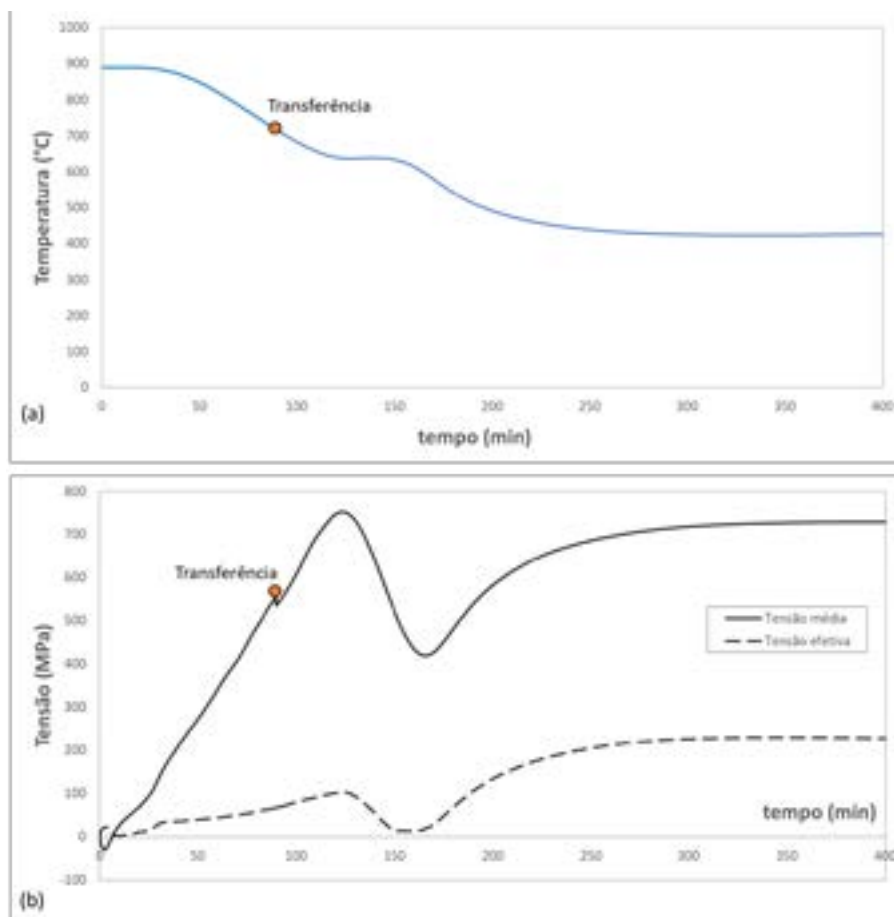 1000
900
800
700
600
500
400
300
200
100
0
Temperatura (°C)
Transferência
0 50 100 150 200 250 300 350 400
tempo (min)
(a)
800
700
600
500
400
300
200
100
0
-100
Tensão (MPa)
Transferência
Tensão média
Tensão efetiva
tempo (min)
0 50 100 150 200 250 300 350 400
(b)